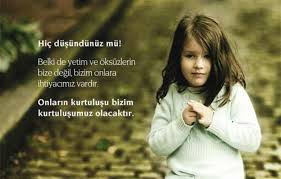 Hiç düşündünüz mü!
Belki de yetim ve öksüzlerin
bize değil, bizim onlara
ihtiyacımız vardır.
Onların kurtuluşu bizim
kurtuluşumuz olacaktır.